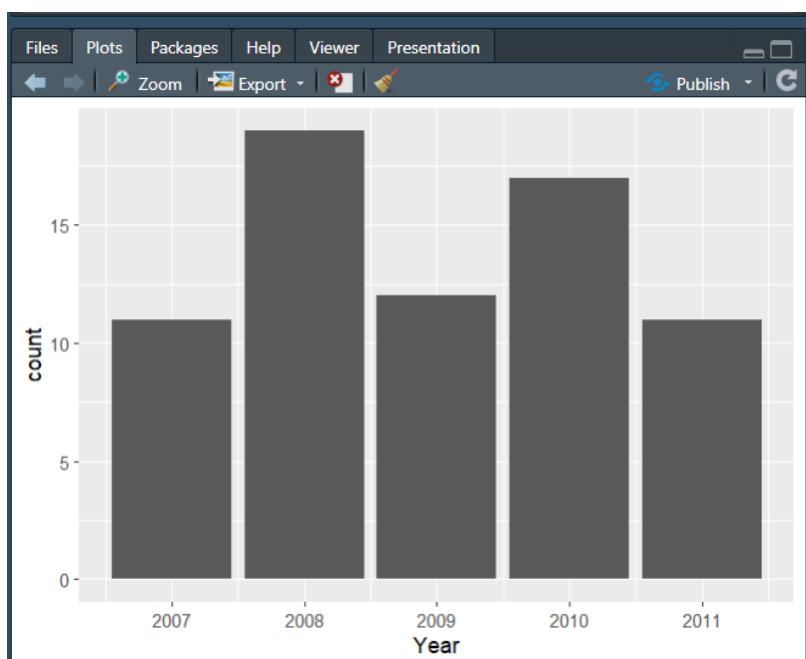 Files Plots Packages Help Viewer Presentation
Zoom Export Publish
15
10
5
0
count
2007 2008 2009 2010 2011
Year